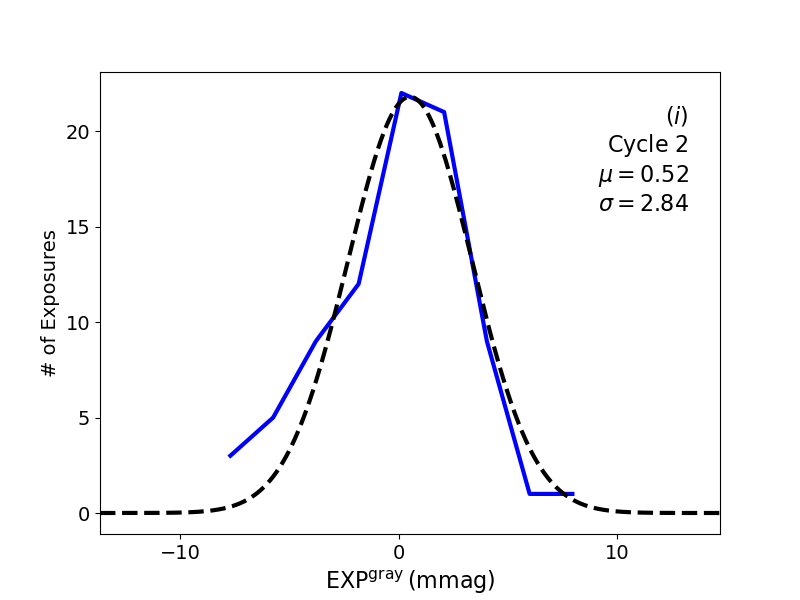 (i)
Cycle 2
μ = 0.52
σ = 2.84
20
15
10
5
0
# of Exposures
−10 0 10
EXP^gray (mmag)